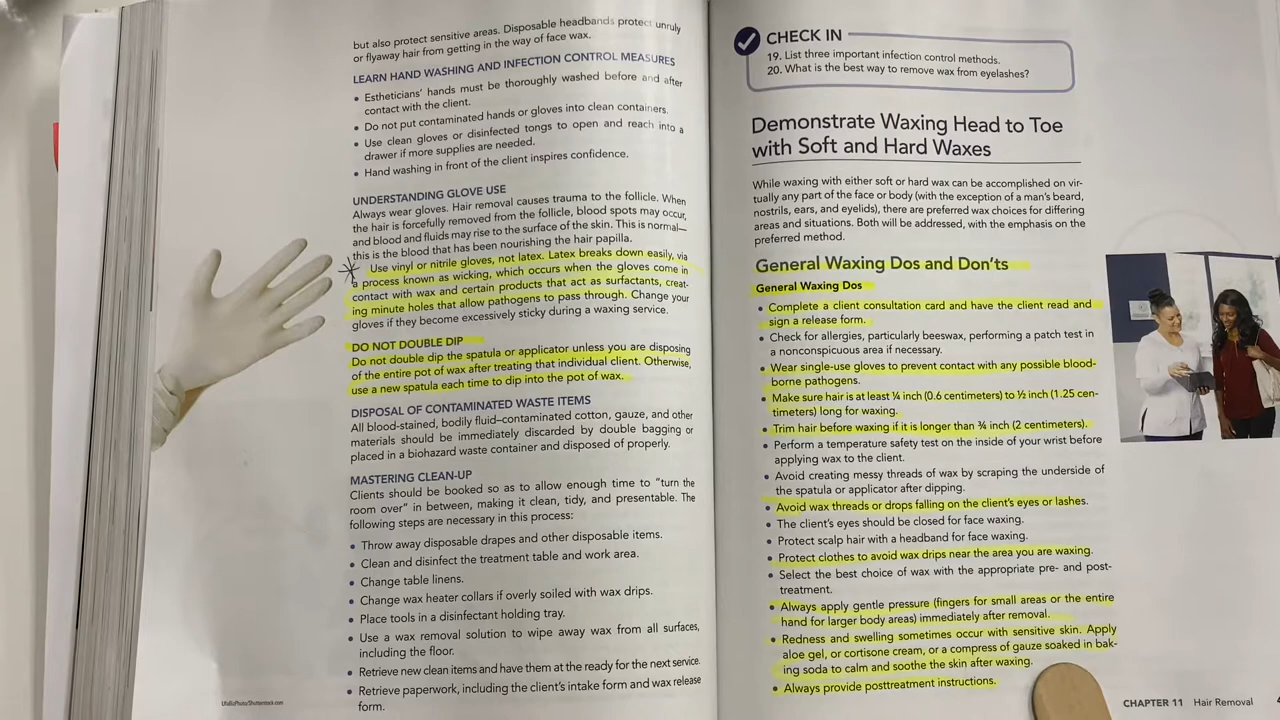 but also protect sensitive areas. Disposable headbands protect unruly
or flyaway hair from getting in the way of face wax.
LEARN HAND WASHING AND INFECTION CONTROL MEASURES
• Estheticians' hands must be thoroughly washed before and after
contact with the client.
• Do not put contaminated hands or gloves into clean containers.
• Use clean gloves or disinfected tongs to open and reach into a
drawer if more supplies are needed.
• Hand washing in front of the client inspires confidence.
UNDERSTANDING GLOVE USE
Always wear gloves. Hair removal causes trauma to the follicle. When
the hair is forcefully removed from the follicle, blood spots may occur,
and blood and fluids may rise to the surface of the skin. This is normal—
this is the blood that has been nourishing the hair papilla.
Use vinyl or nitrile gloves, not latex. Latex breaks down easily, via
a process known as wicking, which occurs when the gloves come in
contact with wax and certain products that act as surfactants, creat-
ing minute holes that allow pathogens to pass through. Change your
gloves if they become excessively sticky during a waxing service.
DO NOT DOUBLE DIP
Do not double dip the spatula or applicator unless you are disposing
of the entire pot of wax after treating that individual client. Otherwise,
use a new spatula each time to dip into the pot of wax.
DISPOSAL OF CONTAMINATED WASTE ITEMS
All blood-stained, bodily fluid–contaminated cotton, gauze, and other
materials should be immediately discarded by double bagging or
placed in a biohazard waste container and disposed of properly.
MASTERING CLEAN-UP
Clients should be booked so as to allow enough time to “turn the
room over” in between, making it clean, tidy, and presentable. The
following steps are necessary in this process:
• Throw away disposable drapes and other disposable items.
• Clean and disinfect the treatment table and work area.
• Change table linens.
• Change wax heater collars if overly soiled with wax drips.
• Place tools in a disinfectant holding tray.
• Use a wax removal solution to wipe away wax from all surfaces,
including the floor.
• Retrieve new clean items and have them at the ready for the next service.
• Retrieve paperwork, including the client's intake form and wax release
form.
CHECK IN
19. List three important infection control methods.
20. What is the best way to remove wax from eyelashes?
Demonstrate Waxing Head to Toe
with Soft and Hard Waxes
While waxing with either soft or hard wax can be accomplished on vir-
tually any part of the face or body (with the exception of a man's beard,
nostrils, ears, and eyelids), there are preferred wax choices for differing
areas and situations. Both will be addressed, with the emphasis on the
preferred method.
General Waxing Dos and Don'ts
General Waxing Dos
• Complete a client consultation card and have the client read and
sign a release form.
• Check for allergies, particularly beeswax, performing a patch test in
a nonconspicuous area if necessary.
• Wear single-use gloves to prevent contact with any possible blood-
borne pathogens.
• Make sure hair is at least ¼ inch (0.6 centimeters) to ½ inch (1.25 cen-
timeters) long for waxing.
• Trim hair before waxing if it is longer than ¾ inch (2 centimeters).
• Perform a temperature safety test on the inside of your wrist before
applying wax to the client.
• Avoid creating messy threads of wax by scraping the underside of
the spatula or applicator after dipping.
• Avoid wax threads or drops falling on the client's eyes or lashes.
• The client's eyes should be closed for face waxing.
• Protect scalp hair with a headband for face waxing.
• Protect clothes to avoid wax drips near the area you are waxing.
• Select the best choice of wax with the appropriate pre- and post-
treatment.
• Always apply gentle pressure (fingers for small areas or the entire
hand for larger body areas) immediately after removal.
• Redness and swelling sometimes occur with sensitive skin. Apply
aloe gel, or cortisone cream, or a compress of gauze soaked in bak-
ing soda to calm and soothe the skin after waxing.
• Always provide posttreatment instructions.
CHAPTER 11 Hair Removal